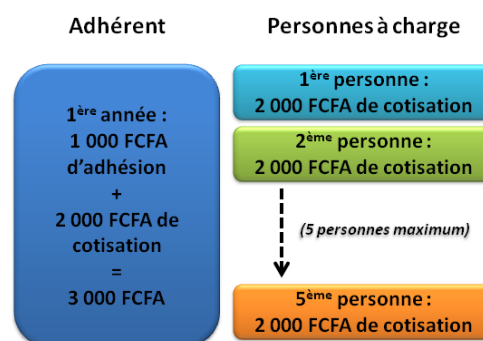 Adhérent
1ère année :
1 000 FCFA
d'adhésion
+
2 000 FCFA de
cotisation
=
3 000 FCFA
Personnes à charge
1ère personne :
2 000 FCFA de cotisation
2ème personne :
2 000 FCFA de cotisation
(5 personnes maximum)
5ème personne :
2 000 FCFA de cotisation